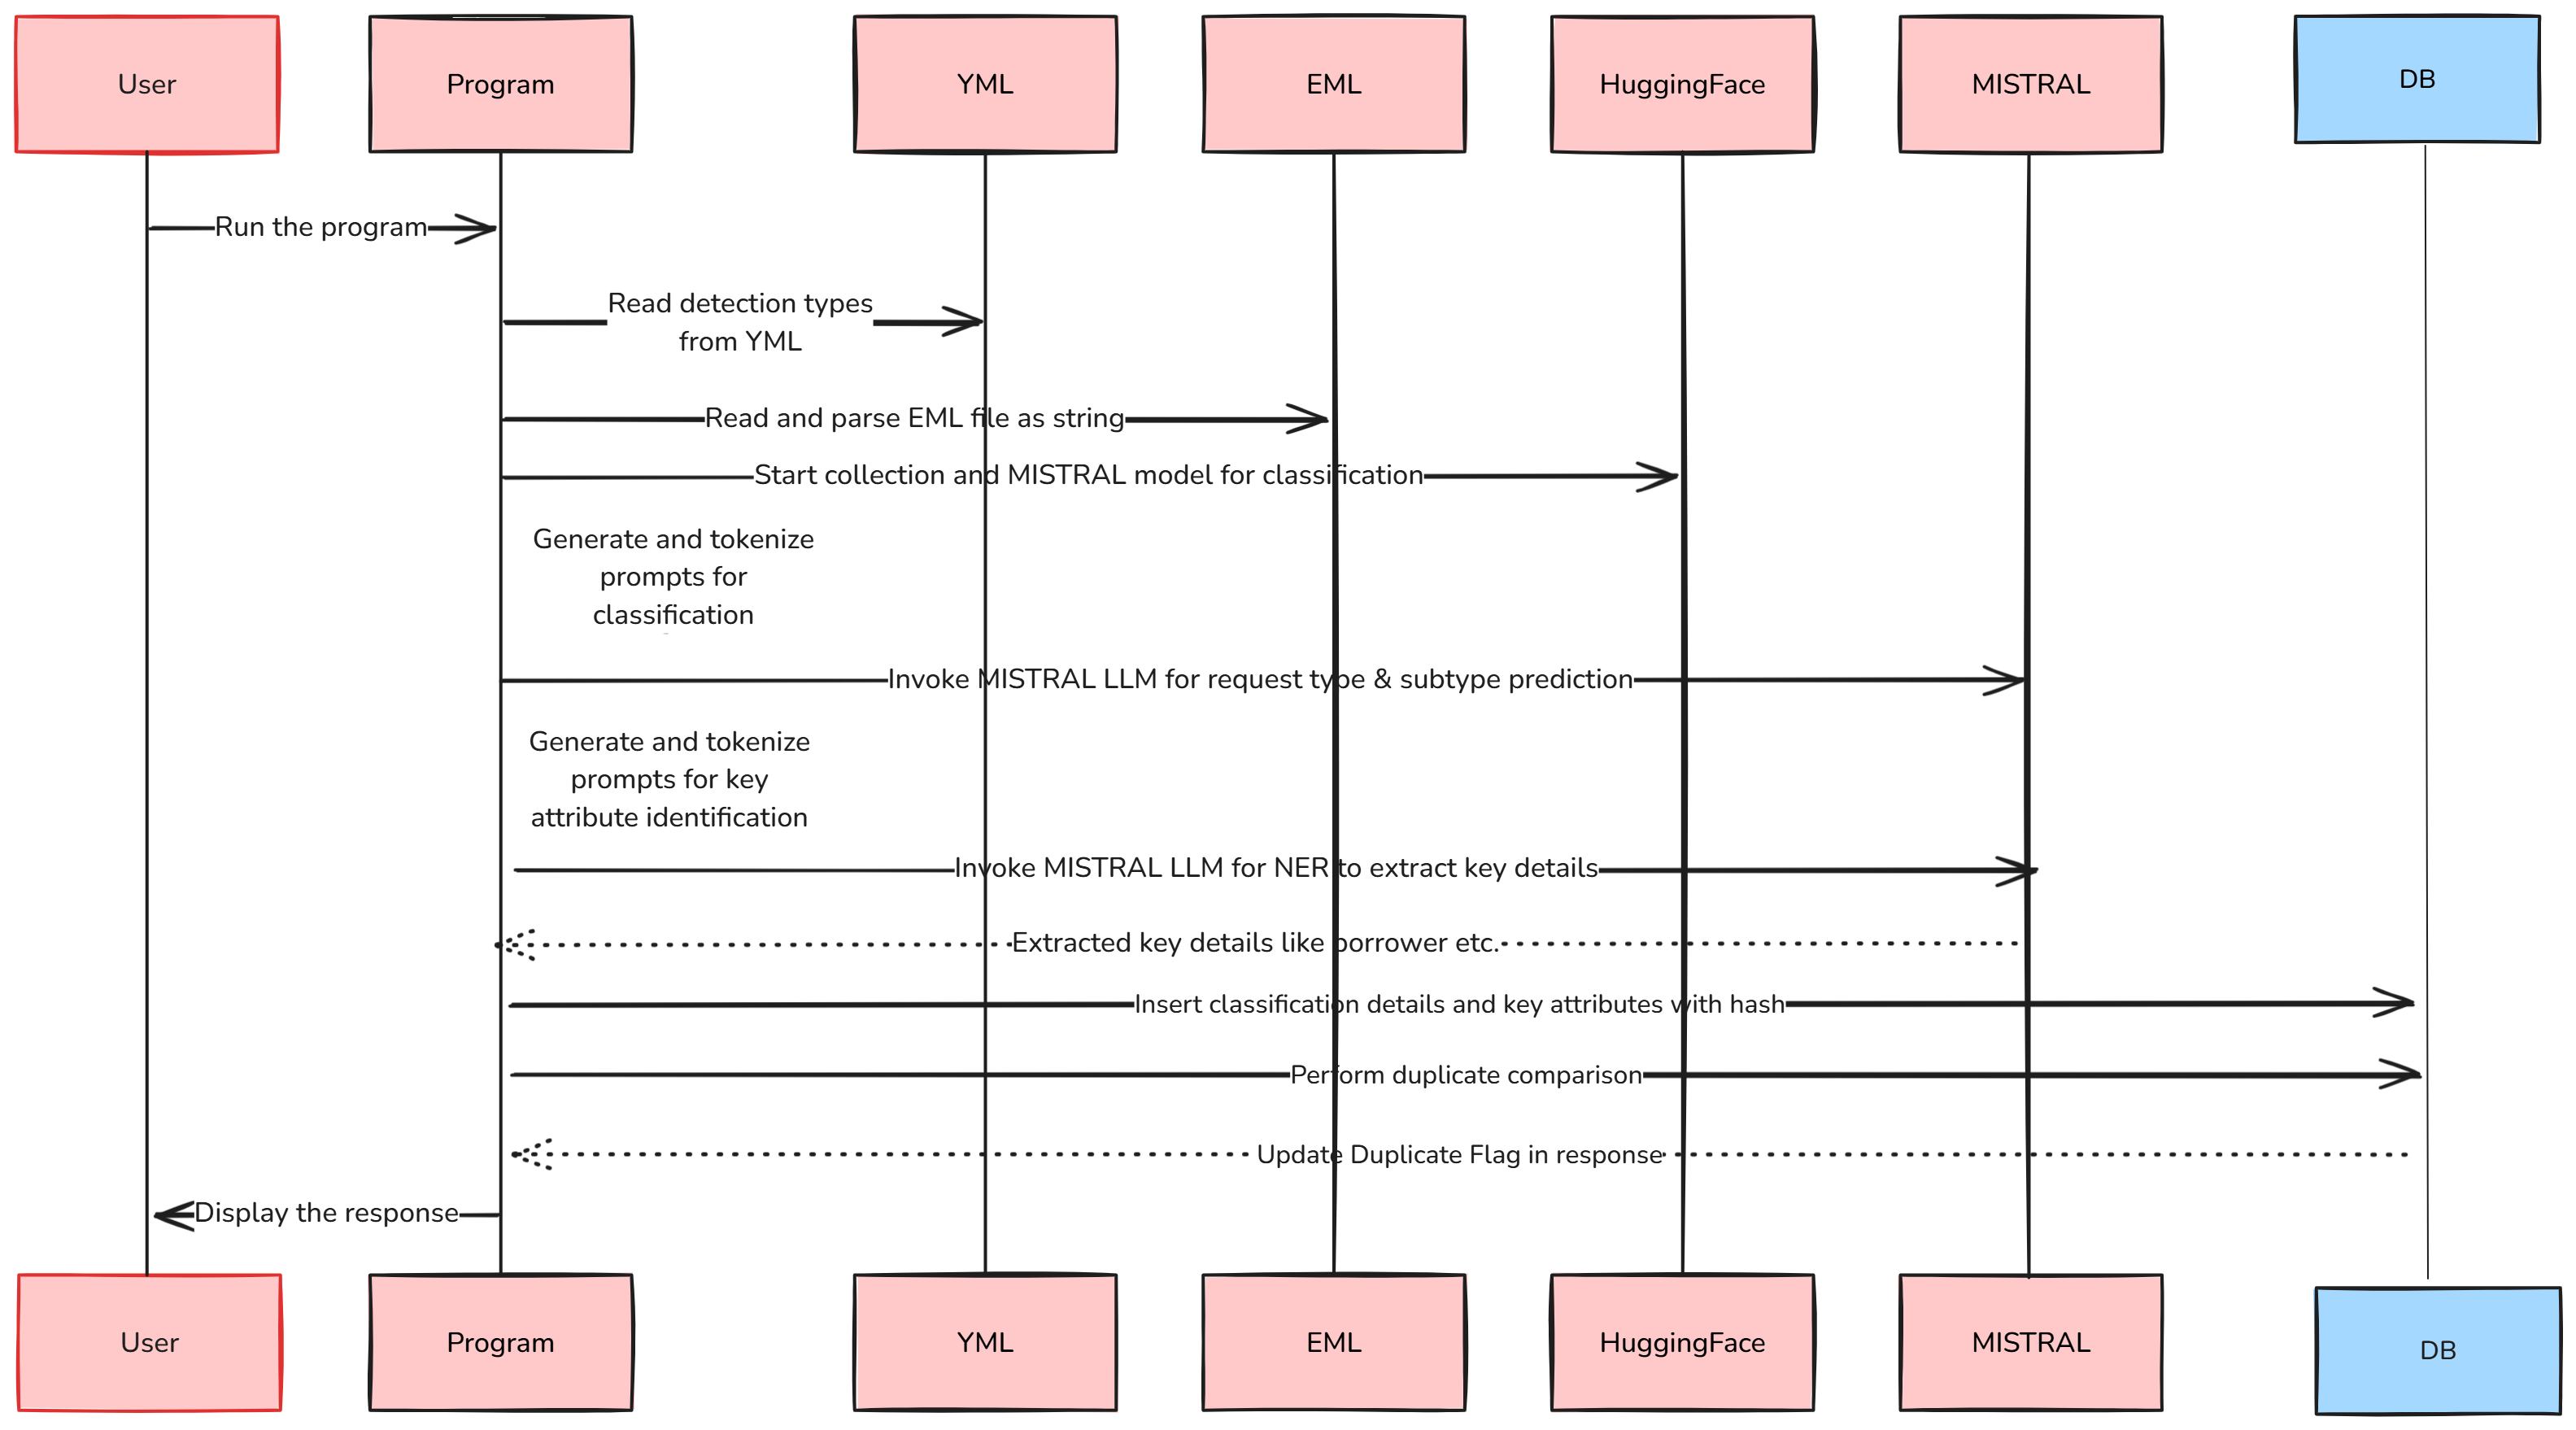 User
Program
YML
EML
HuggingFace
MISTRAL
DB
Run the program
Read detection types
from YML
Read and parse EML file as string
Start collection and MISTRAL model for classification
Generate and tokenize
prompts for
classification
Invoke MISTRAL LLM for request type & subtype prediction
Generate and tokenize
prompts for key
attribute identification
Invoke MISTRAL LLM for NER to extract key details
Extracted key details like borrower etc.
Insert classification details and key attributes with hash
Perform duplicate comparison
Update Duplicate Flag in response
Display the response
User
Program
YML
EML
HuggingFace
MISTRAL
DB